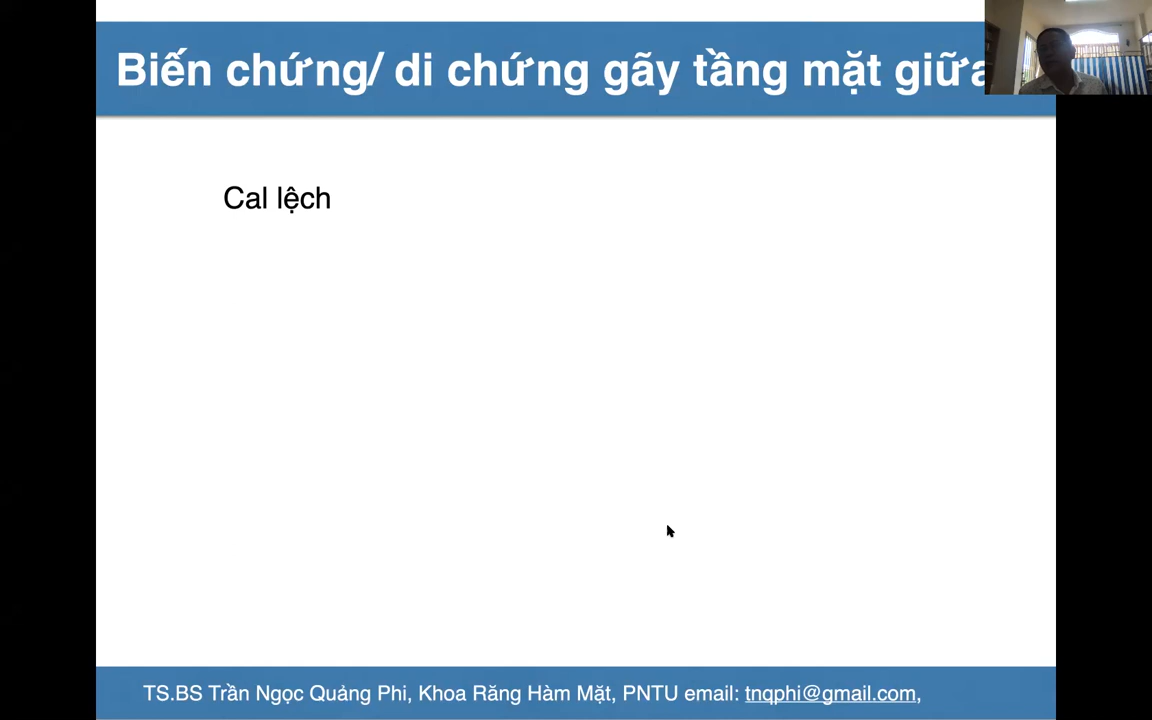 Biến chứng/ di chứng gãy tầng mặt giữa
Cal lệch
TS.BS Trần Ngọc Quảng Phi, Khoa Răng Hàm Mặt, PNTU email: tnqphi@gmail.com,